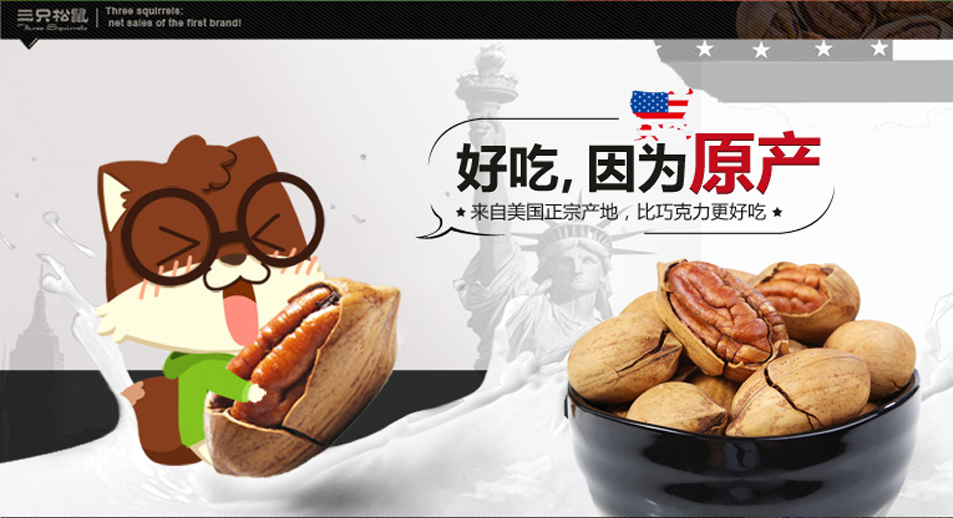 三只松鼠
Three Squirrels
Three squirrels:
net sales of the first brand!
好吃,因为原产
★来自美国正宗产地,比巧克力更好吃★